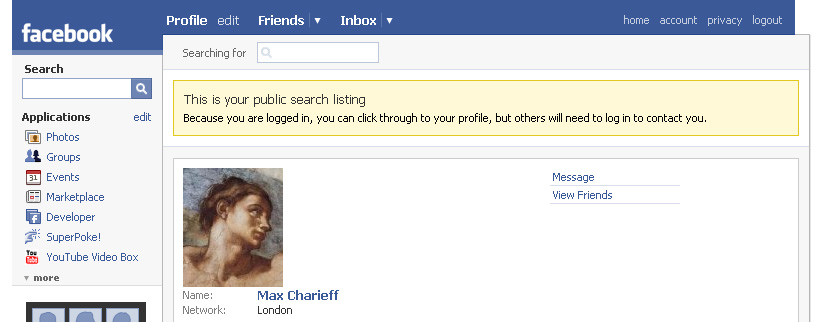 facebook
Profile edit Friends Inbox
home account privacy logout
Searching for
Search
Applications edit
Photos
Groups
31 Events
Marketplace
Developer
SuperPoke!
You Tube YouTube Video Box
more
This is your public search listing
Because you are logged in, you can click through to your profile, but others will need to log in to contact you.
Message
View Friends
Name: Max Charieff
Network: London